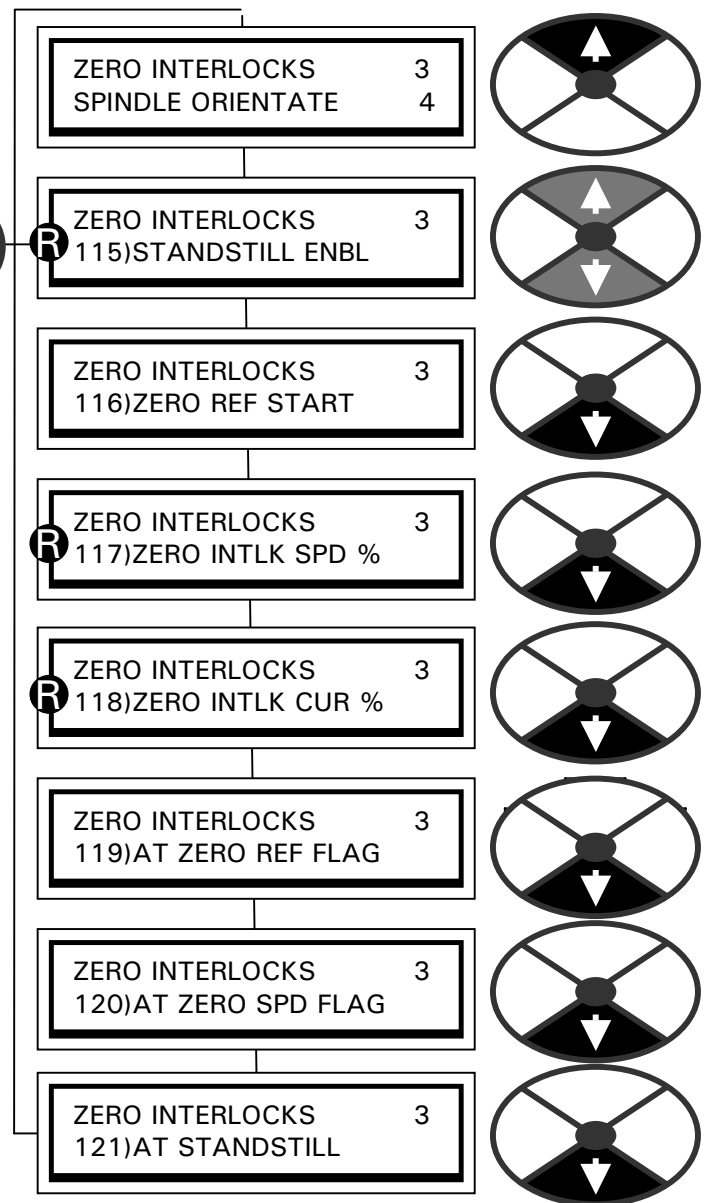 ZERO INTERLOCKS 3
SPINDLE ORIENTATE 4
ZERO INTERLOCKS 3
R 115)STANDSTILL ENBL
ZERO INTERLOCKS 3
116)ZERO REF START
ZERO INTERLOCKS 3
R 117)ZERO INTLK SPD %
ZERO INTERLOCKS 3
R 118)ZERO INTLK CUR %
ZERO INTERLOCKS 3
119)AT ZERO REF FLAG
ZERO INTERLOCKS 3
120)AT ZERO SPD FLAG
ZERO INTERLOCKS 3
121)AT STANDSTILL